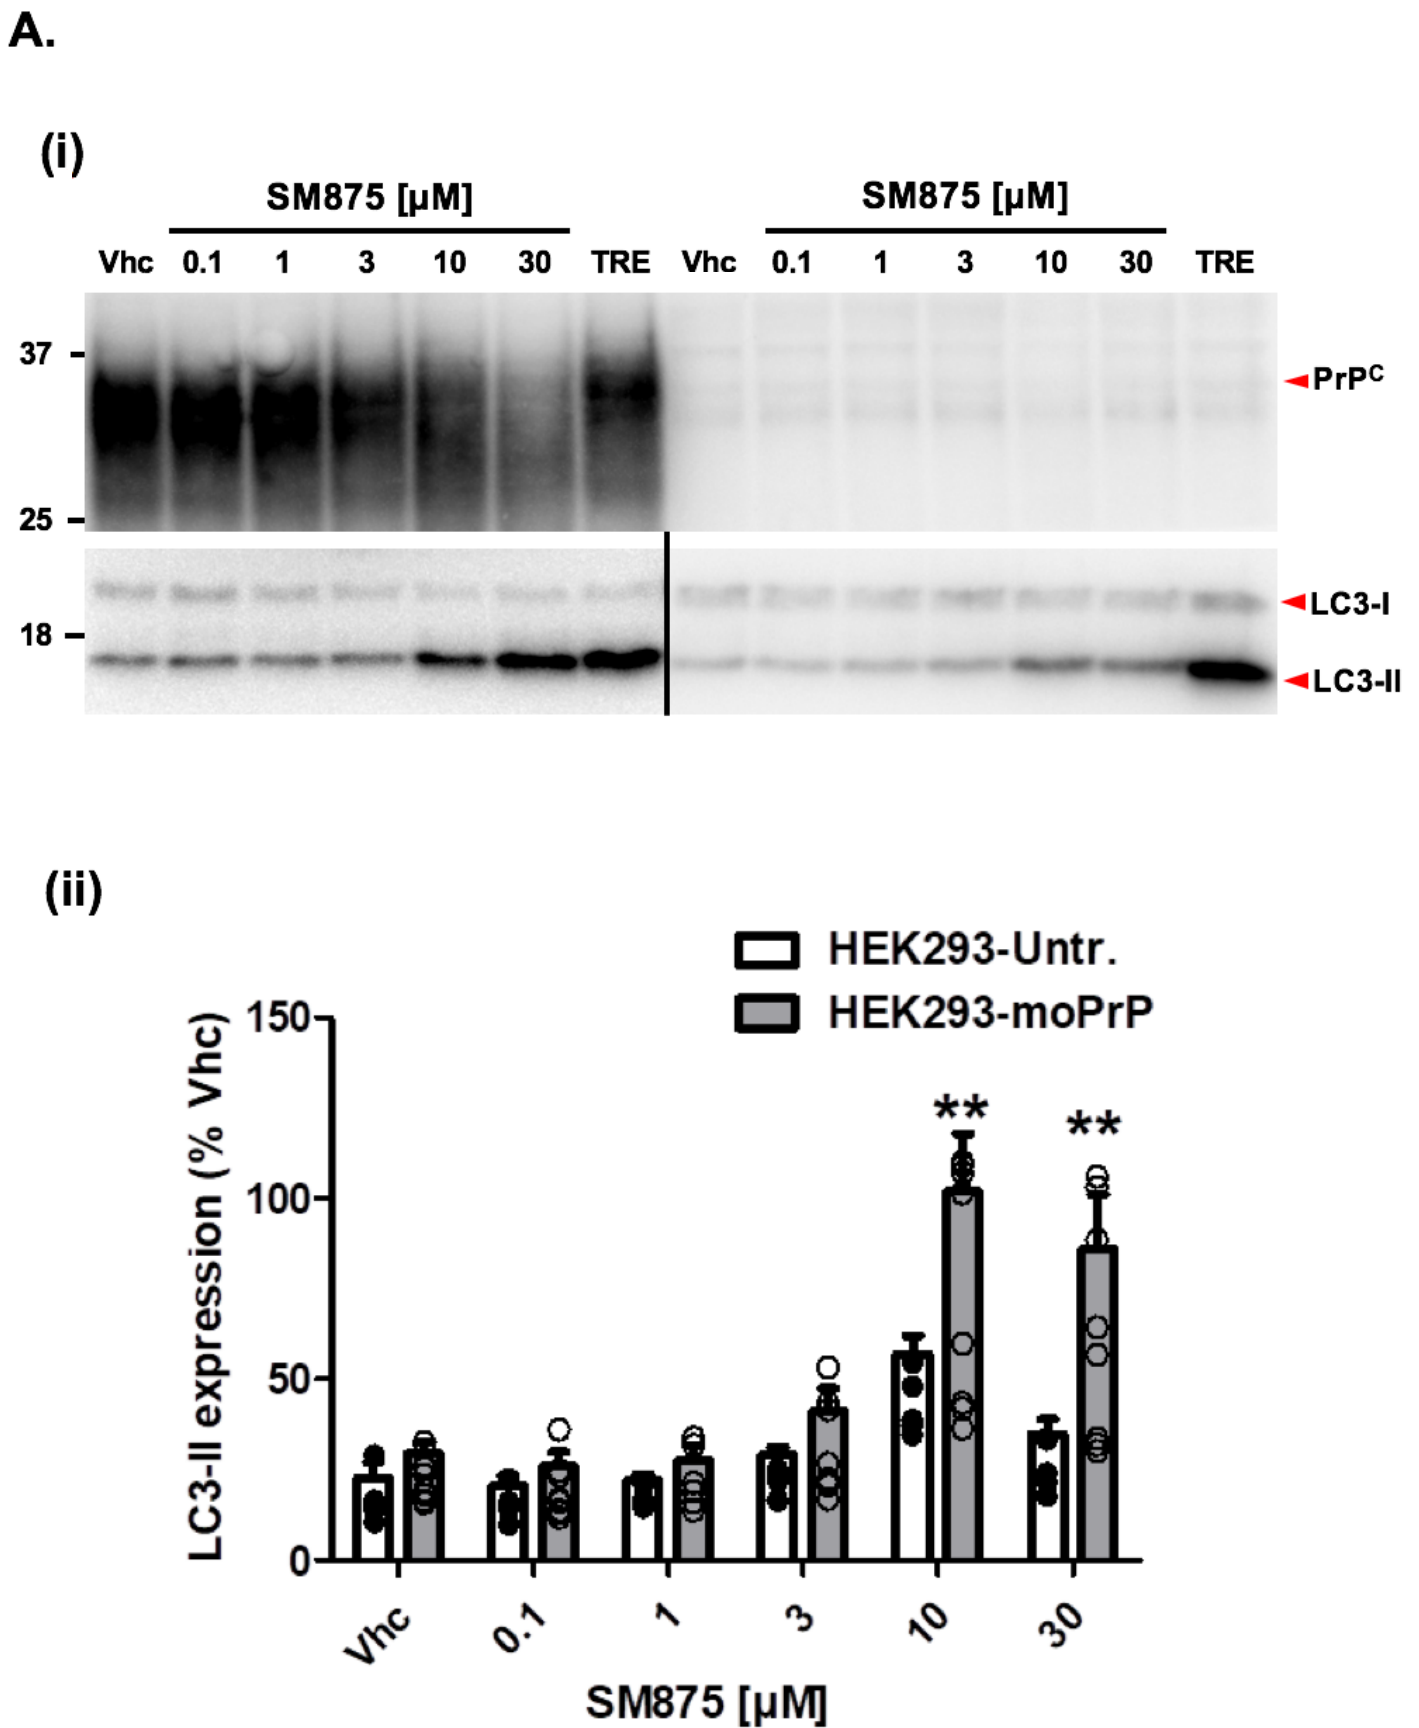 A.
(i)
SM875 [µM] SM875 [µM]
Vhc 0.1 1 3 10 30 TRE Vhc 0.1 1 3 10 30 TRE
37
PrPᶜ
25
LC3-I
18
LC3-II
(ii)
HEK293-Untr.
HEK293-moPrP
LC3-II expression (% Vhc)
150
**
**
100
50
0
Vhc 0.1 1 3 10 30
SM875 [µM]